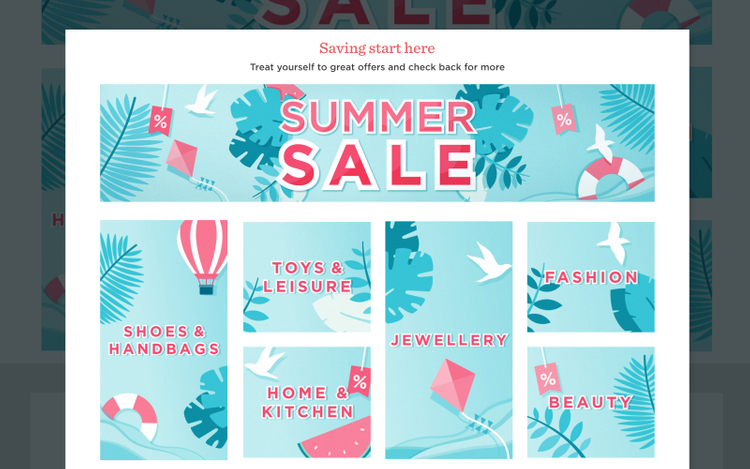 SALE
Saving start here
Treat yourself to great offers and check back for more
%
SUMMER
SALE
%
SHOES &
HANDBAGS
TOYS &
LEISURE
JEWELLERY
FASHION
HOME &
KITCHEN
%
%
BEAUTY
H